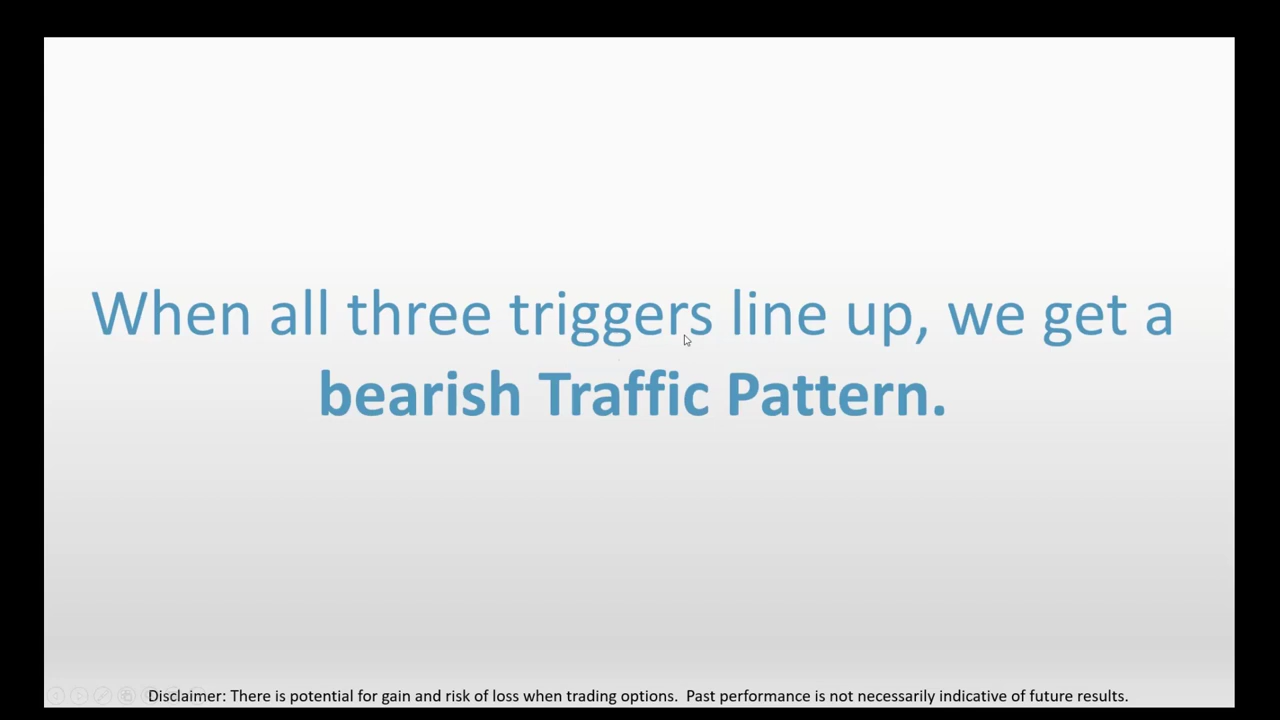 When all three triggers line up, we get a
bearish Traffic Pattern.
Disclaimer: There is potential for gain and risk of loss when trading options.  Past performance is not necessarily indicative of future results.